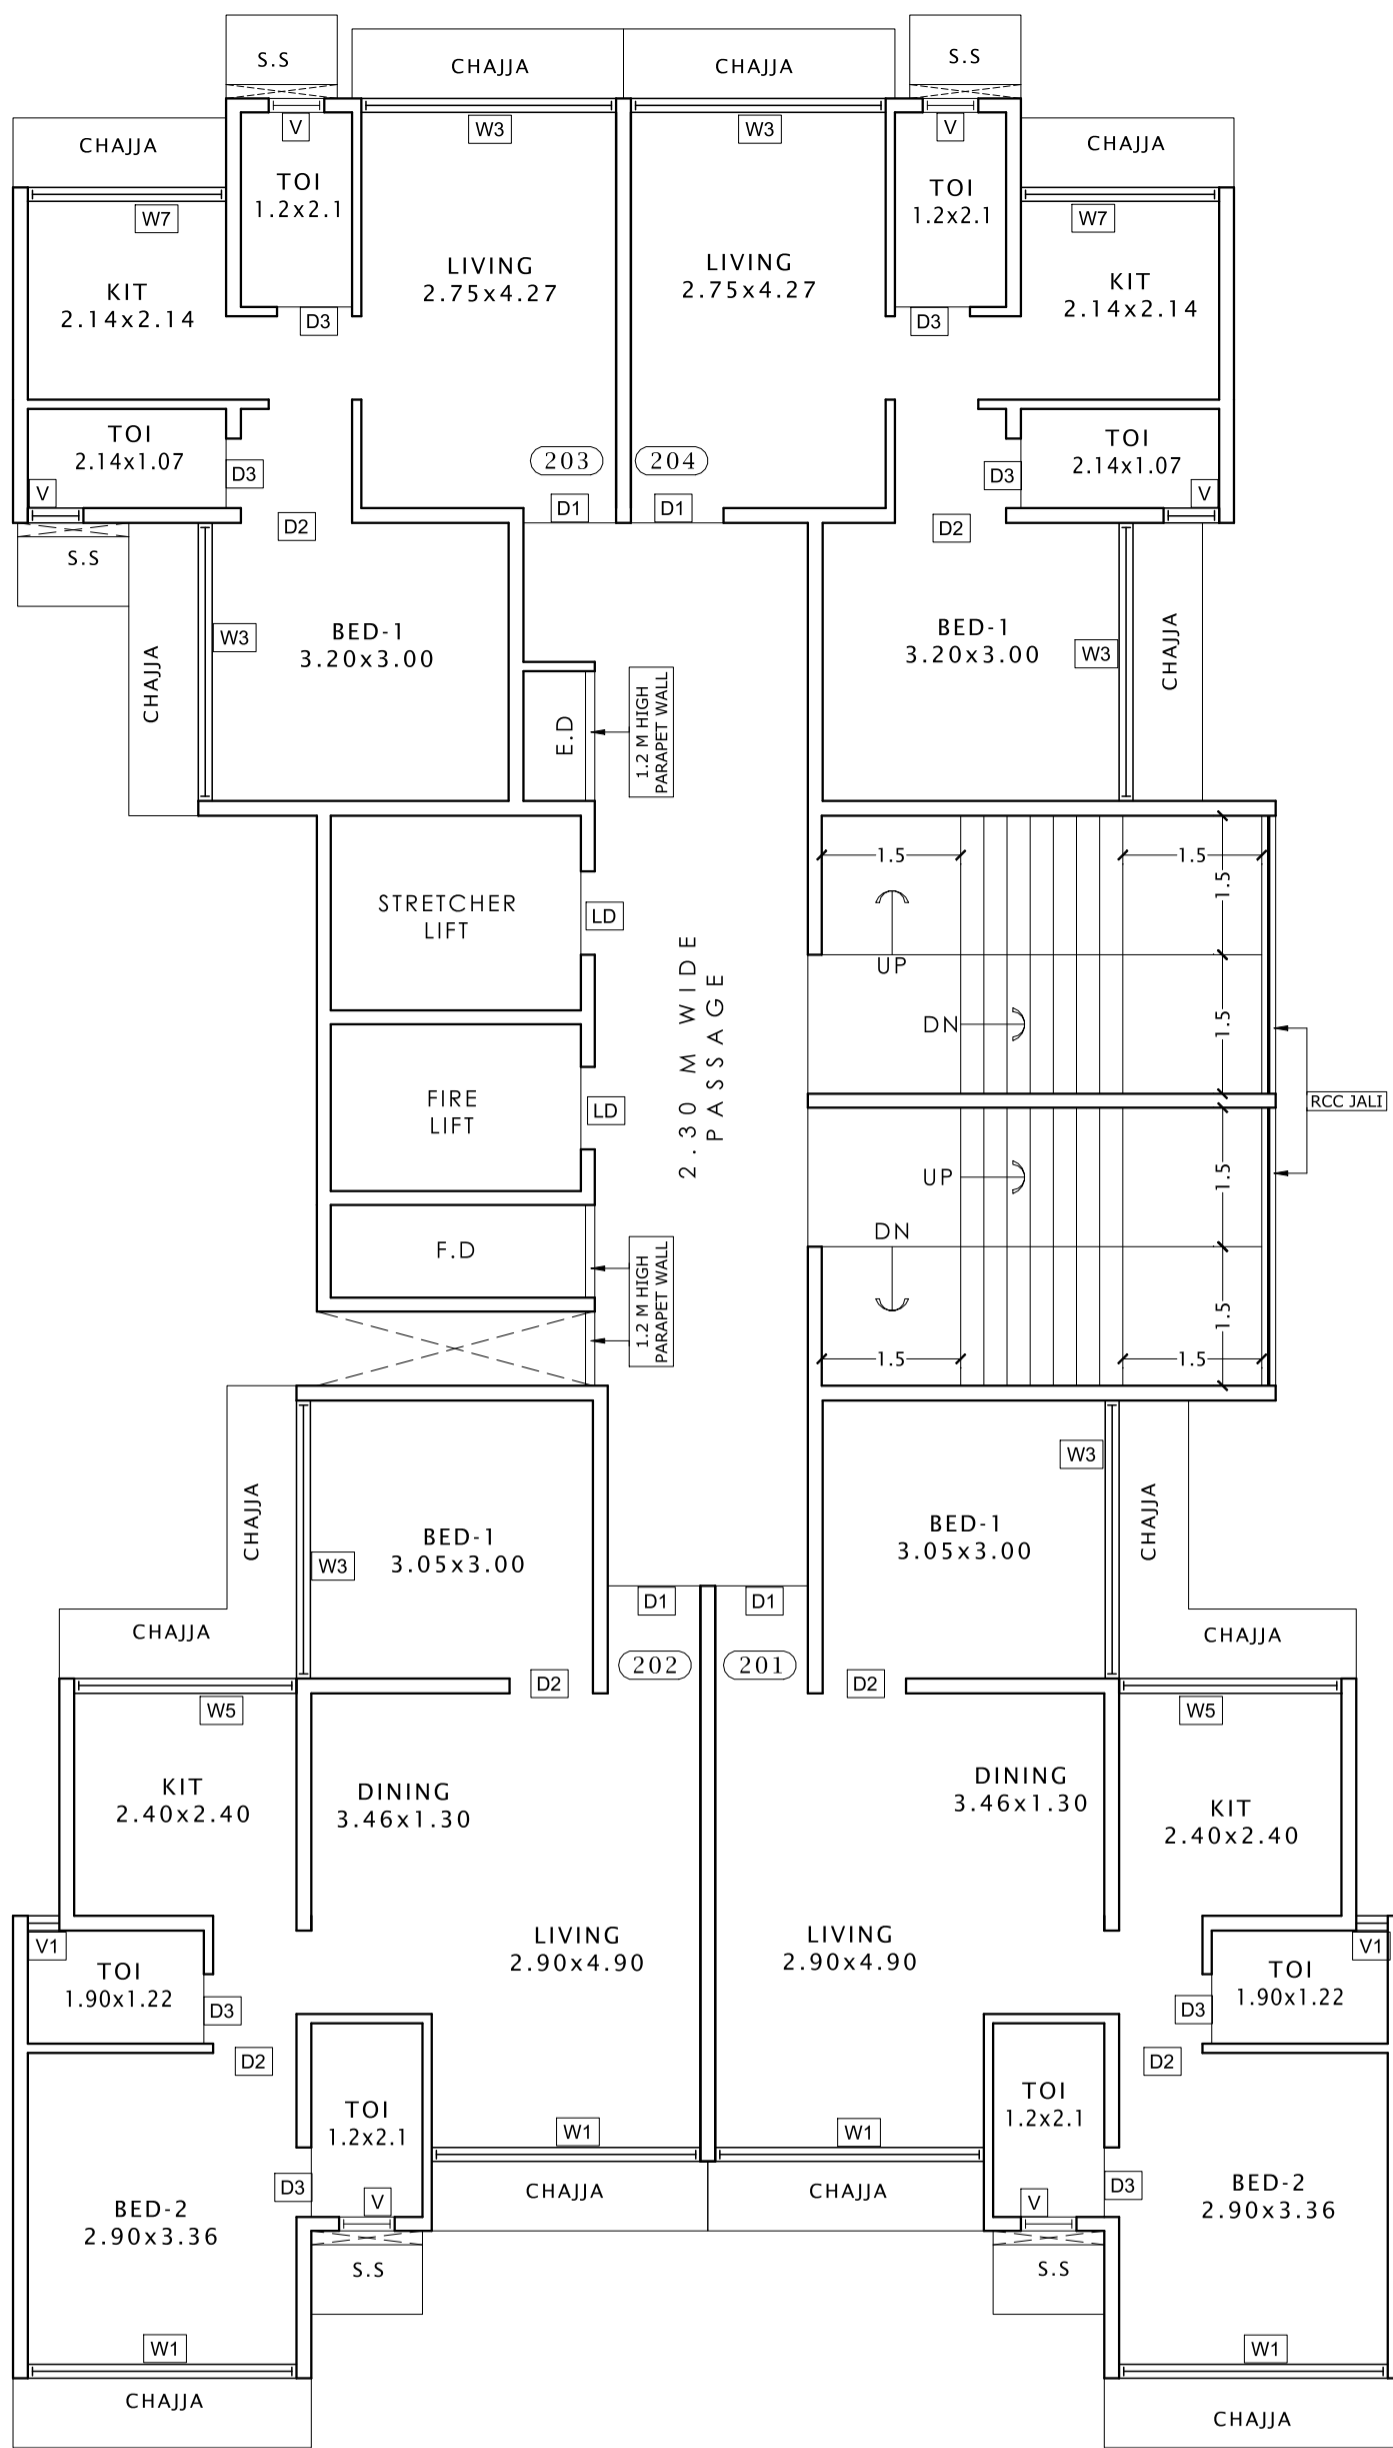 S.S
CHAJJA
CHAJJA
S.S
CHAJJA
V
W3
W3
V
CHAJJA
TOI
1.2x2.1
TOI
1.2x2.1
W7
W7
LIVING
2.75x4.27
LIVING
2.75x4.27
KIT
2.14x2.14
KIT
2.14x2.14
D3
D3
TOI
2.14x1.07
TOI
2.14x1.07
203
204
D3
D3
V
V
D2
D1
D1
D2
S.S
BED-1
3.20x3.00
BED-1
3.20x3.00
W3
W3
CHAJJA
CHAJJA
E.D
1.2 M HIGH
PARAPET WALL
1.5
1.5
1.5
STRETCHER
LIFT
LD
UP
2.30 M WIDE
PASSAGE
DN
1.5
FIRE
LIFT
LD
RCC JALI
UP
1.5
DN
F.D
1.2 M HIGH
PARAPET WALL
1.5
1.5
1.5
CHAJJA
W3
CHAJJA
BED-1
3.05x3.00
BED-1
3.05x3.00
W3
D1
D1
CHAJJA
CHAJJA
202
201
D2
D2
W5
W5
KIT
2.40x2.40
DINING
3.46x1.30
DINING
3.46x1.30
KIT
2.40x2.40
LIVING
2.90x4.90
LIVING
2.90x4.90
V1
V1
TOI
1.90x1.22
TOI
1.90x1.22
D3
D3
D2
D2
TOI
1.2x2.1
TOI
1.2x2.1
W1
W1
D3
V
V
D3
CHAJJA
CHAJJA
BED-2
2.90x3.36
BED-2
2.90x3.36
S.S
S.S
W1
W1
CHAJJA
CHAJJA